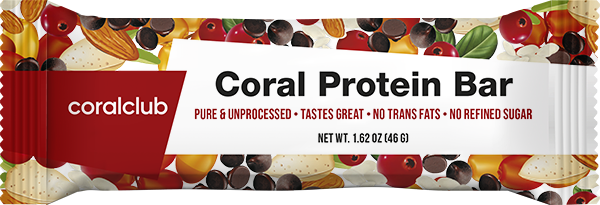 coralclub
Coral Protein Bar
PURE & UNPROCESSED • TASTES GREAT • NO TRANS FATS • NO REFINED SUGAR
NET WT. 1.62 OZ (46 G)